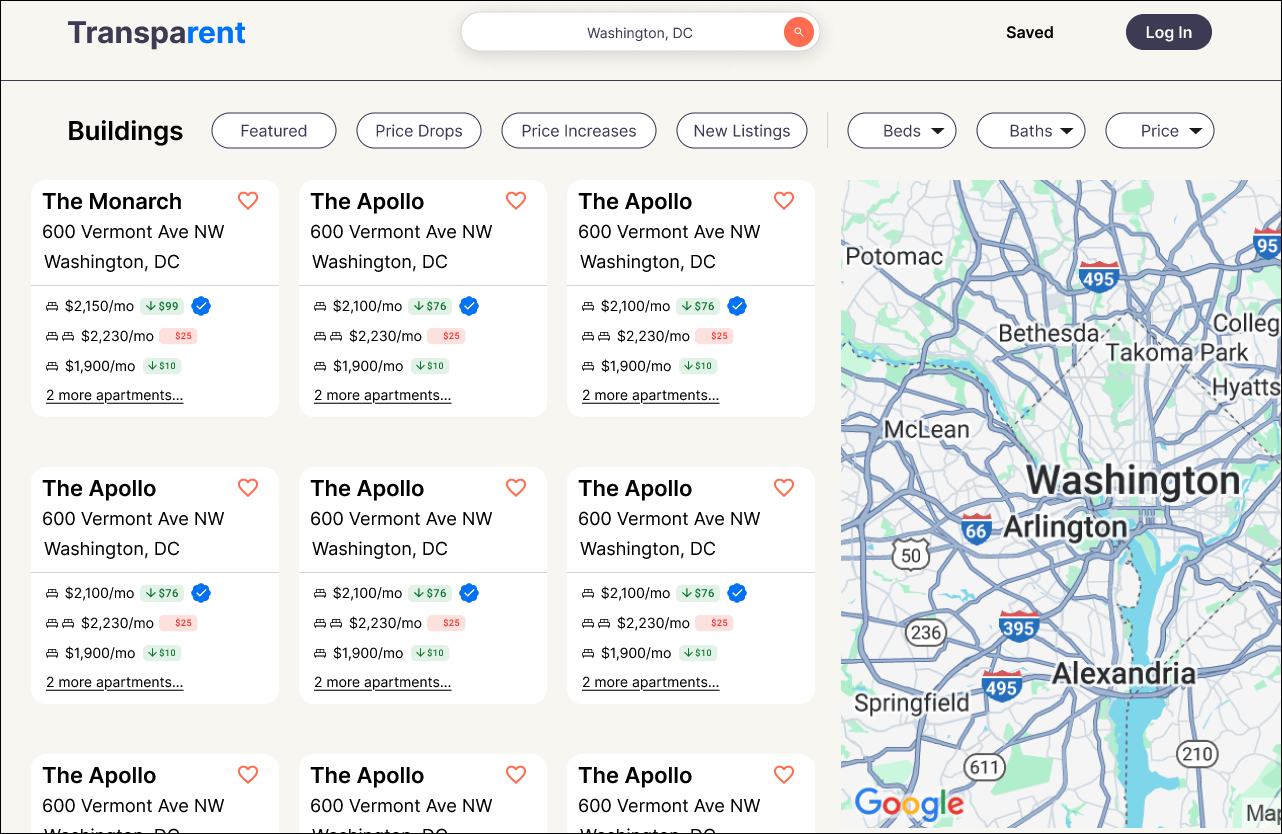 Transparent
Washington, DC
Saved
Log In
Buildings
Featured
Price Drops
Price Increases
New Listings
Beds
Baths
Price
The Monarch
600 Vermont Ave NW
Washington, DC
$2,150/mo $99
$2,230/mo $25
$1,900/mo $10
2 more apartments...
The Apollo
600 Vermont Ave NW
Washington, DC
$2,100/mo $76
$2,230/mo $25
$1,900/mo $10
2 more apartments...
The Apollo
600 Vermont Ave NW
Washington, DC
$2,100/mo $76
$2,230/mo $25
$1,900/mo $10
2 more apartments...
The Apollo
600 Vermont Ave NW
Washington, DC
$2,100/mo $76
$2,230/mo $25
$1,900/mo $10
2 more apartments...
The Apollo
600 Vermont Ave NW
Washington, DC
$2,100/mo $76
$2,230/mo $25
$1,900/mo $10
2 more apartments...
The Apollo
600 Vermont Ave NW
Washington, DC
$2,100/mo $76
$2,230/mo $25
$1,900/mo $10
2 more apartments...
The Apollo
600 Vermont Ave NW
Washington, DC
The Apollo
600 Vermont Ave NW
Washington, DC
The Apollo
600 Vermont Ave NW
Washington, DC
95
Potomac
495
Colleg
Bethesda
Takoma Park
Hyatts
McLean
Washington
66
Arlington
50
236
395
Alexandria
495
Springfield
210
611
Google
Map